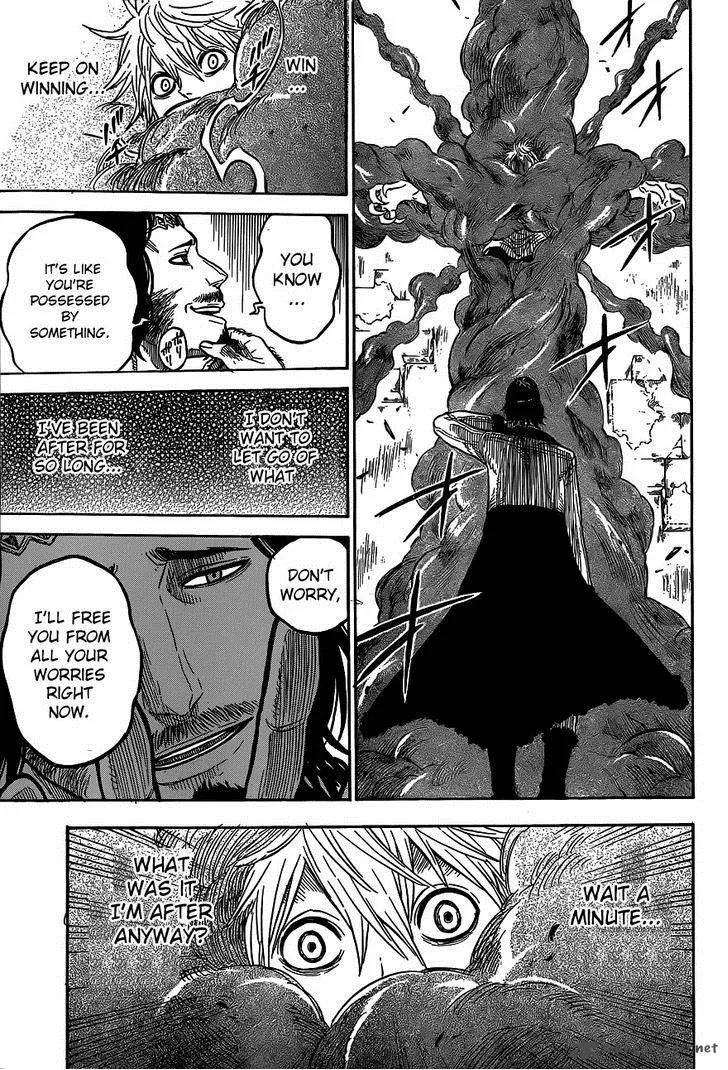 WIN
...
KEEP ON
WINNING...
YOU
KNOW
...
IT'S LIKE
YOU'RE
POSSESSED
BY
SOMETHING.
I DON'T
WANT TO
LET GO OF
WHAT
I'VE BEEN
AFTER FOR
SO LONG...
DON'T
WORRY,
I'LL FREE
YOU FROM
ALL YOUR
WORRIES
RIGHT
NOW.
WAIT A
MINUTE...
WHAT
WAS IT
I'M AFTER
ANYWAY?